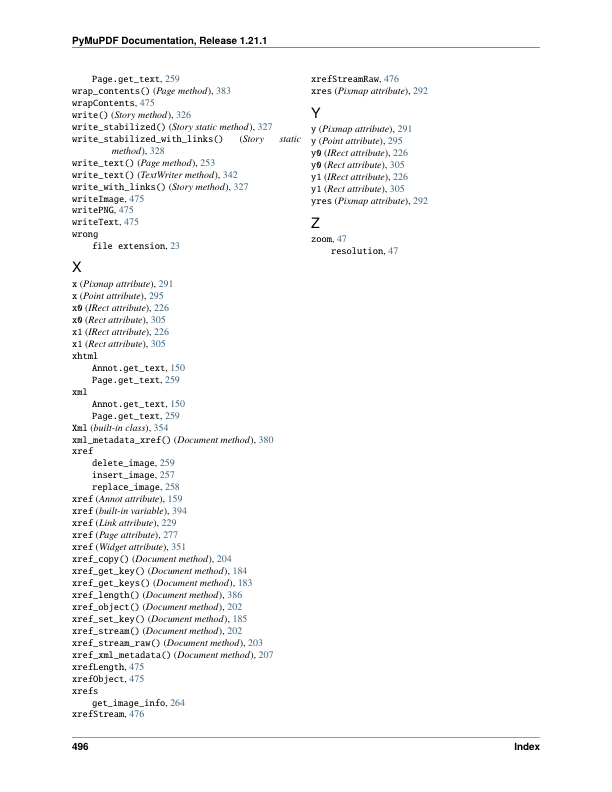 PyMuPDF Documentation, Release 1.21.1
Page.get_text, 259
wrap_contents() (Page method), 383
wrapContents, 475
write() (Story method), 326
write_stabilized() (Story static method), 327
write_stabilized_with_links() (Story static
method), 328
write_text() (Page method), 253
write_text() (TextWriter method), 342
write_with_links() (Story method), 327
writeImage, 475
writePNG, 475
writeText, 475
wrong
file extension, 23
X
x (Pixmap attribute), 291
x (Point attribute), 295
x0 (IRect attribute), 226
x0 (Rect attribute), 305
x1 (IRect attribute), 226
x1 (Rect attribute), 305
xhtml
Annot.get_text, 150
Page.get_text, 259
xml
Annot.get_text, 150
Page.get_text, 259
Xml (built-in class), 354
xml_metadata_xref() (Document method), 380
xref
delete_image, 259
insert_image, 257
replace_image, 258
xref (Annot attribute), 159
xref (built-in variable), 394
xref (Link attribute), 229
xref (Page attribute), 277
xref (Widget attribute), 351
xref_copy() (Document method), 204
xref_get_key() (Document method), 184
xref_get_keys() (Document method), 183
xref_length() (Document method), 386
xref_object() (Document method), 202
xref_set_key() (Document method), 185
xref_stream() (Document method), 202
xref_stream_raw() (Document method), 203
xref_xml_metadata() (Document method), 207
xrefLength, 475
xrefObject, 475
xrefs
get_image_info, 264
xrefStream, 476
xrefStreamRaw, 476
xres (Pixmap attribute), 292
Y
y (Pixmap attribute), 291
y (Point attribute), 295
y0 (IRect attribute), 226
y0 (Rect attribute), 305
y1 (IRect attribute), 226
y1 (Rect attribute), 305
yres (Pixmap attribute), 292
Z
zoom, 47
resolution, 47
496 Index